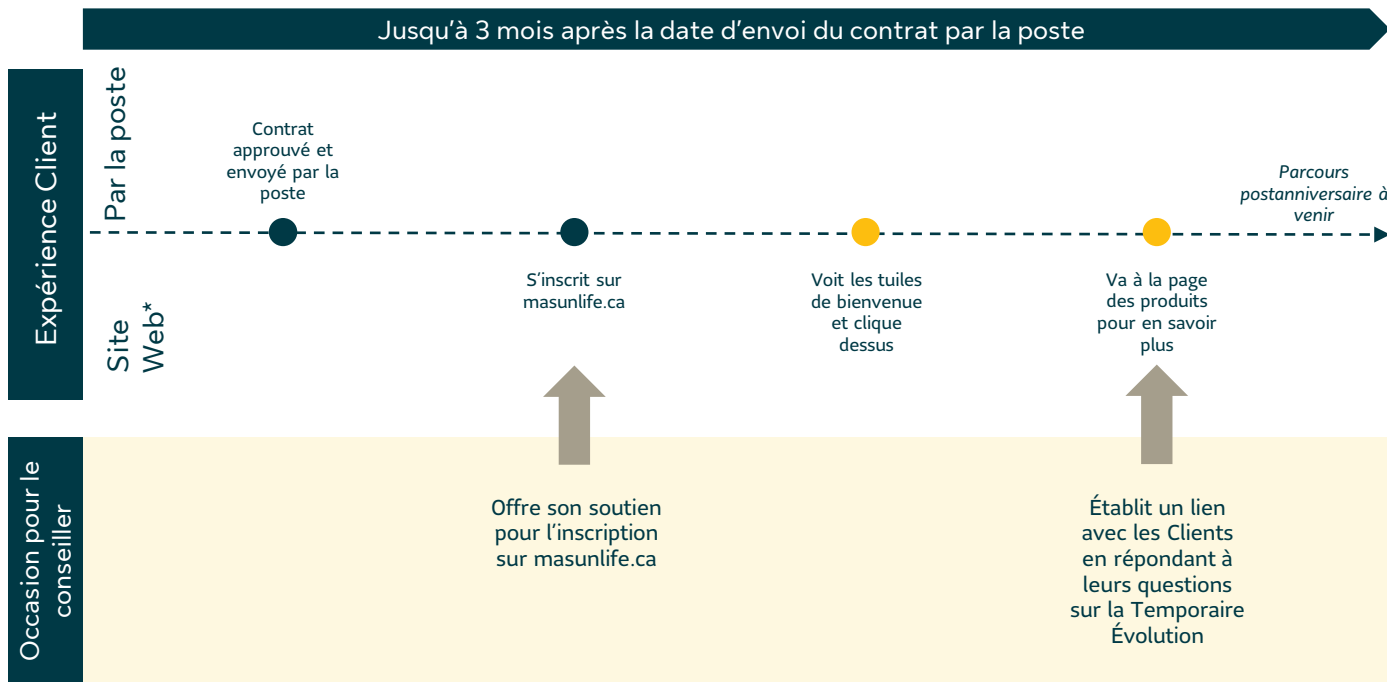 Jusqu'à 3 mois après la date d'envoi du contrat par la poste
Expérience Client
Par la poste
Contrat
approuvé et
envoyé par la
poste
Parcours
postanniversaire à
venir
Site
Web*
S'inscrit sur
masunlife.ca
Voit les tuiles
de bienvenue
et clique
dessus
Va à la page
des produits
pour en savoir
plus
Occasion pour le
conseiller
Offre son soutien
pour l'inscription
sur masunlife.ca
Établit un lien
avec les Clients
en répondant à
leurs questions
sur la Temporaire
Évolution